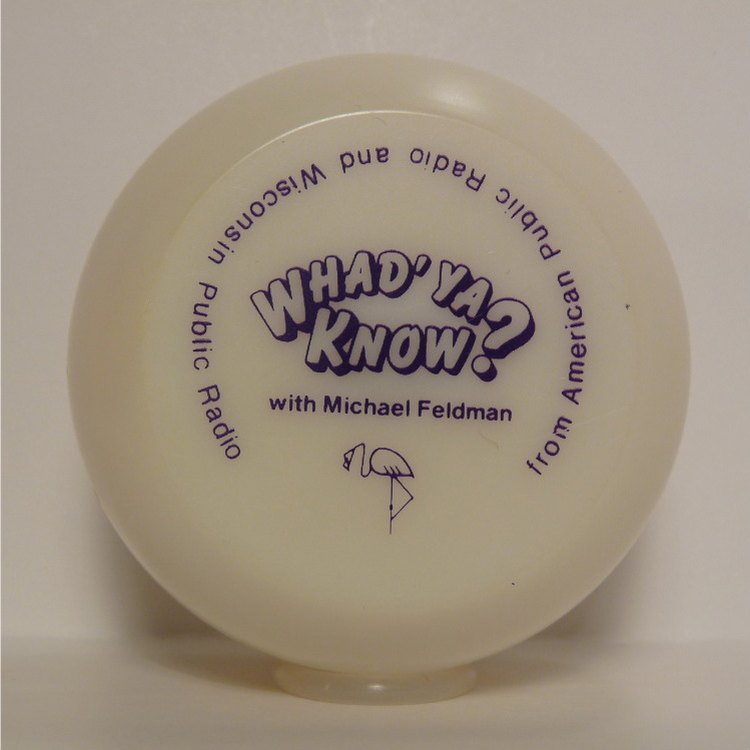 from American Public Radio and Wisconsin Public Radio
WHAD'YA
KNOW?
with Michael Feldman